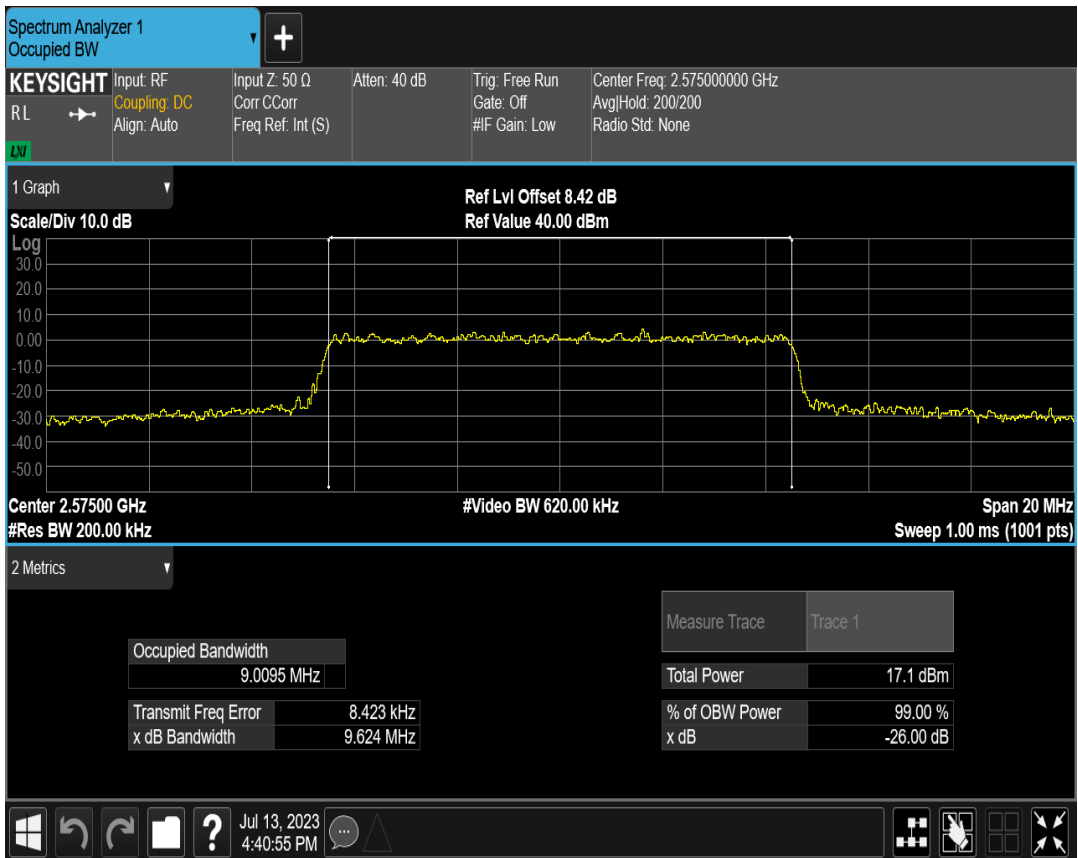 Spectrum Analyzer 1
Occupied BW
KEYSIGHT
RL
LXI
Input: RF
Coupling: DC
Align: Auto
Input Z: 50 Ω
Corr CCorr
Freq Ref: Int (S)
Atten: 40 dB
Trig: Free Run
Gate: Off
#IF Gain: Low
Center Freq: 2.575000000 GHz
Avg|Hold: 200/200
Radio Std: None
1 Graph
Scale/Div 10.0 dB
Ref Lvl Offset 8.42 dB
Ref Value 40.00 dBm
Log
30.0
20.0
10.0
0.00
-10.0
-20.0
-30.0
-40.0
-50.0
Center 2.57500 GHz
#Video BW 620.00 kHz
Span 20 MHz
#Res BW 200.00 kHz
Sweep 1.00 ms (1001 pts)
2 Metrics
Measure Trace Trace 1
Occupied Bandwidth
9.0095 MHz
Total Power 17.1 dBm
Transmit Freq Error 8.423 kHz
% of OBW Power 99.00 %
x dB Bandwidth 9.624 MHz
x dB -26.00 dB
?
Jul 13, 2023
4:40:55 PM